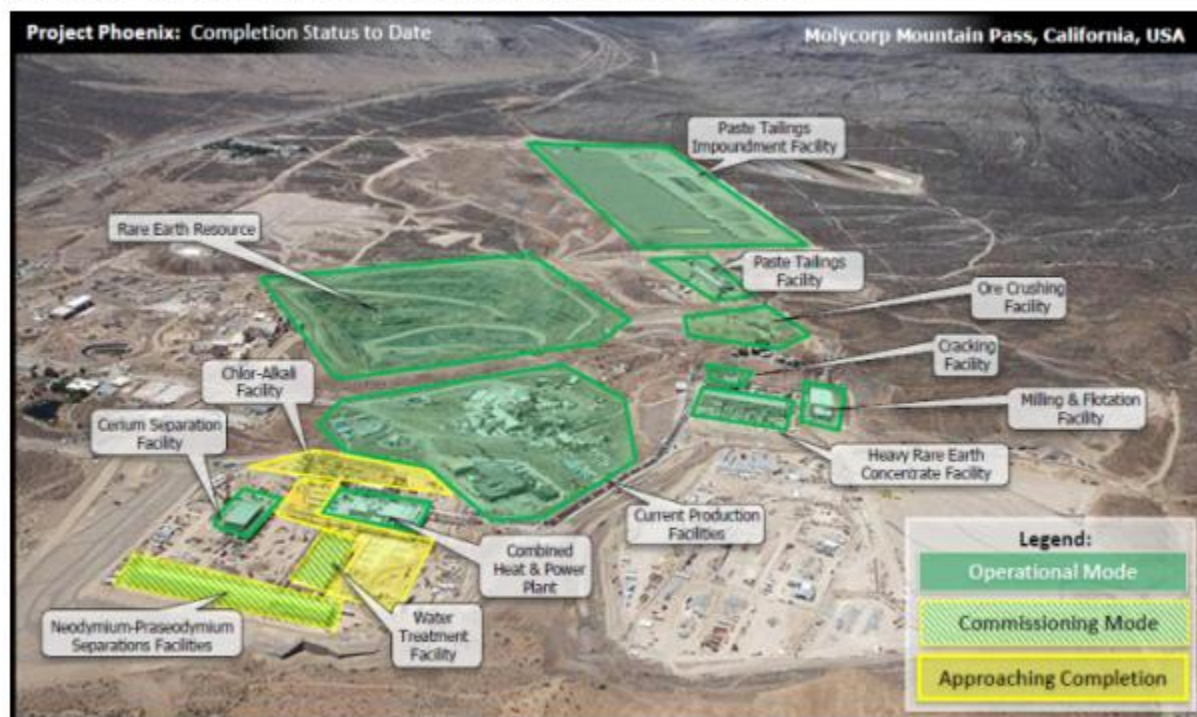 Project Phoenix: Completion Status to Date
Molycorp Mountain Pass, California, USA
Paste Tailings
Impoundment Facility
Rare Earth Resource
Paste Tailings
Facility
Ore Crushing
Facility
Cracking
Facility
Chlor-Alkali
Facility
Milling & Flotation
Facility
Cerium Separation
Facility
Heavy Rare Earth
Concentrate Facility
Current Production
Facilities
Combined
Heat & Power
Plant
Water
Treatment
Facility
Neodymium-Praseodymium
Separations Facilities
Legend:
Operational Mode
Commissioning Mode
Approaching Completion